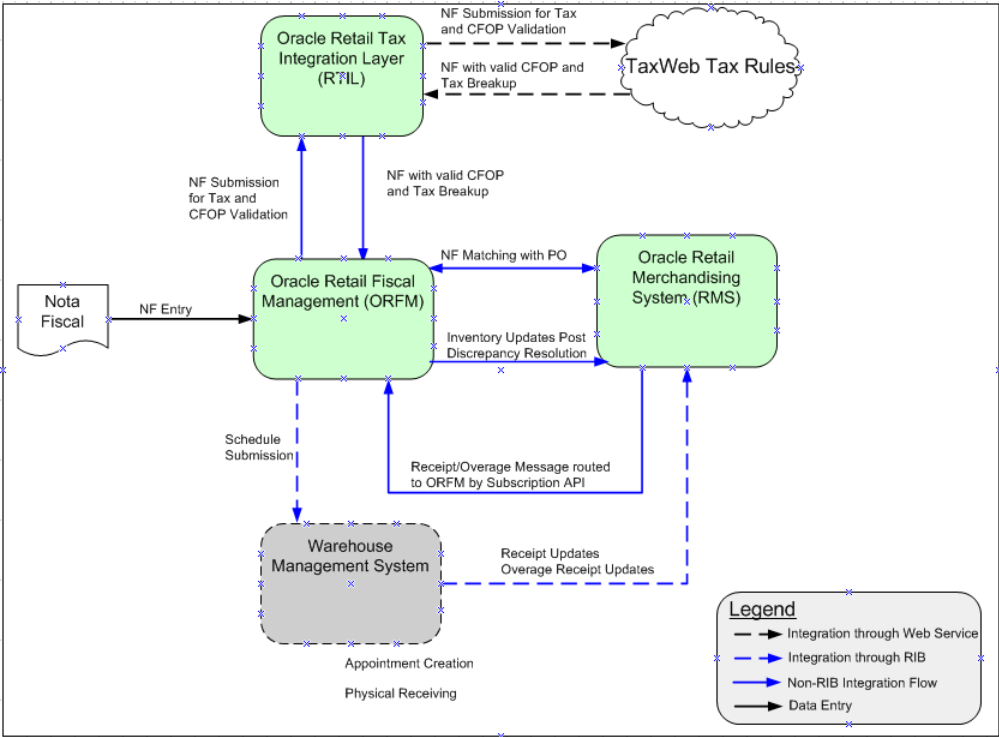 Oracle Retail Tax
Integration Layer
(RTIL)
NF Submission for Tax
and CFOP Validation
NF with valid CFOP and
Tax Breakup
TaxWeb Tax Rules
NF Submission
for Tax and
CFOP Validation
NF with valid CFOP
and Tax Breakup
Nota
Fiscal
NF Entry
Oracle Retail Fiscal
Management (ORFM)
NF Matching with PO
Inventory Updates Post
Discrepancy Resolution
Oracle Retail
Merchandising
System (RMS)
Schedule
Submission
Receipt/Overage Message routed
to ORFM by Subscription API
Warehouse
Management System
Receipt Updates
Overage Receipt Updates
Appointment Creation
Physical Receiving
Legend
Integration through Web Service
Integration through RIB
Non-RIB Integration Flow
Data Entry